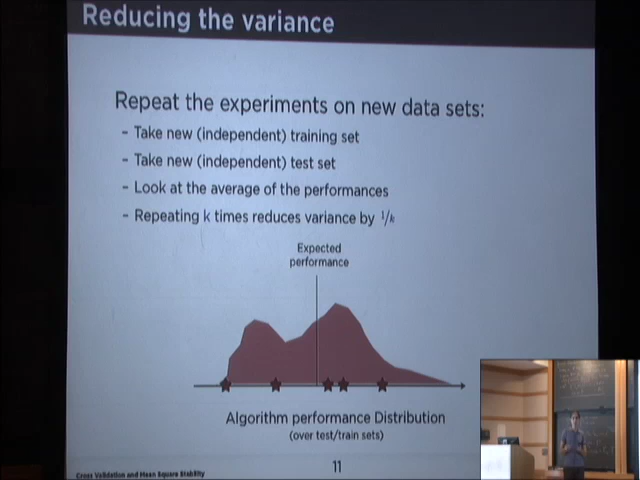 Reducing the variance
Repeat the experiments on new data sets:
- Take new (independent) training set
- Take new (independent) test set
- Look at the average of the performances
- Repeating k times reduces variance by 1/k
Expected
performance
Algorithm performance Distribution
(over test/train sets)
11
Cross Validation and Mean Square Stability